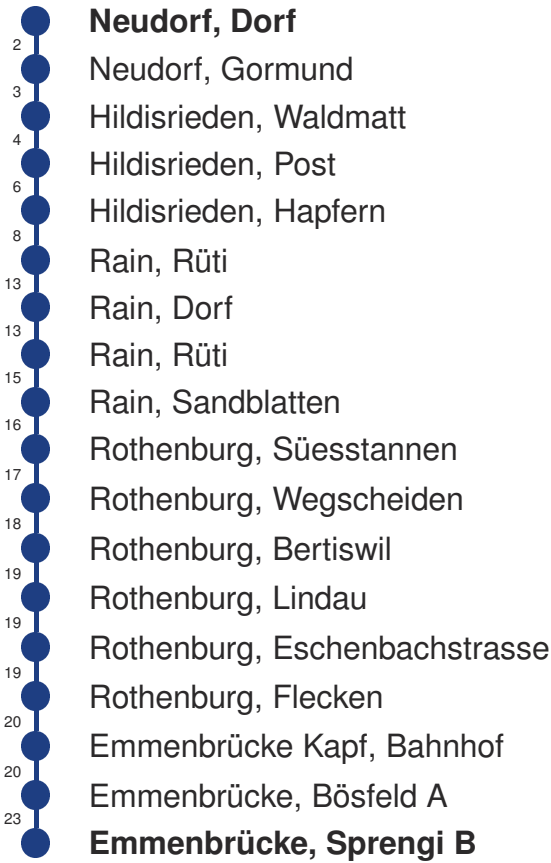 Neudorf, Dorf
2
Neudorf, Gormund
3
Hildisrieden, Waldmatt
4
Hildisrieden, Post
6
Hildisrieden, Hapfern
8
Rain, Rüti
13
Rain, Dorf
13
Rain, Rüti
15
Rain, Sandblatten
16
Rothenburg, Süesstannen
17
Rothenburg, Wegscheiden
18
Rothenburg, Bertiswil
19
Rothenburg, Lindau
19
Rothenburg, Eschenbachstrasse
19
Rothenburg, Flecken
20
Emmenbrücke Kapf, Bahnhof
20
Emmenbrücke, Bösfeld A
23
Emmenbrücke, Sprengi B